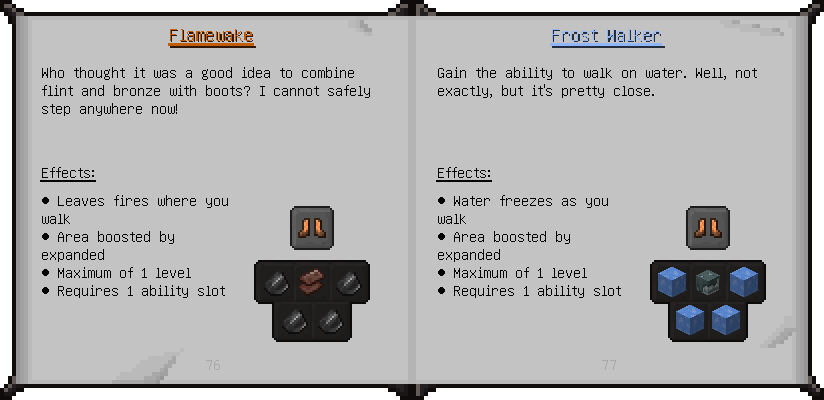 Flamewake
Who thought it was a good idea to combine
flint and bronze with boots? I cannot safely
step anywhere now!
Effects:
• Leaves fires where you
walk
• Area boosted by
expanded
• Maximum of 1 level
• Requires 1 ability slot
76
Frost Walker
Gain the ability to walk on water. Well, not
exactly, but it's pretty close.
Effects:
• Water freezes as you
walk
• Area boosted by
expanded
• Maximum of 1 level
• Requires 1 ability slot
77